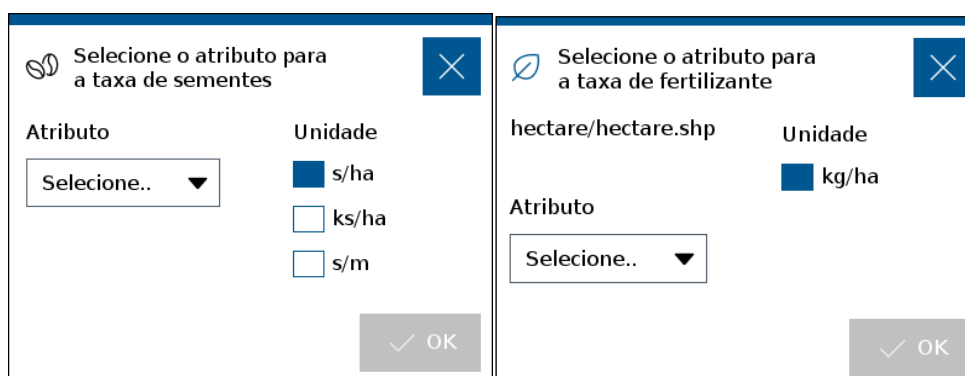 Selecione o atributo para
a taxa de sementes
Atributo
Unidade
Selecione..
s/ha
ks/ha
s/m
OK
Selecione o atributo para
a taxa de fertilizante
hectare/hectare.shp
Unidade
kg/ha
Atributo
Selecione..
OK